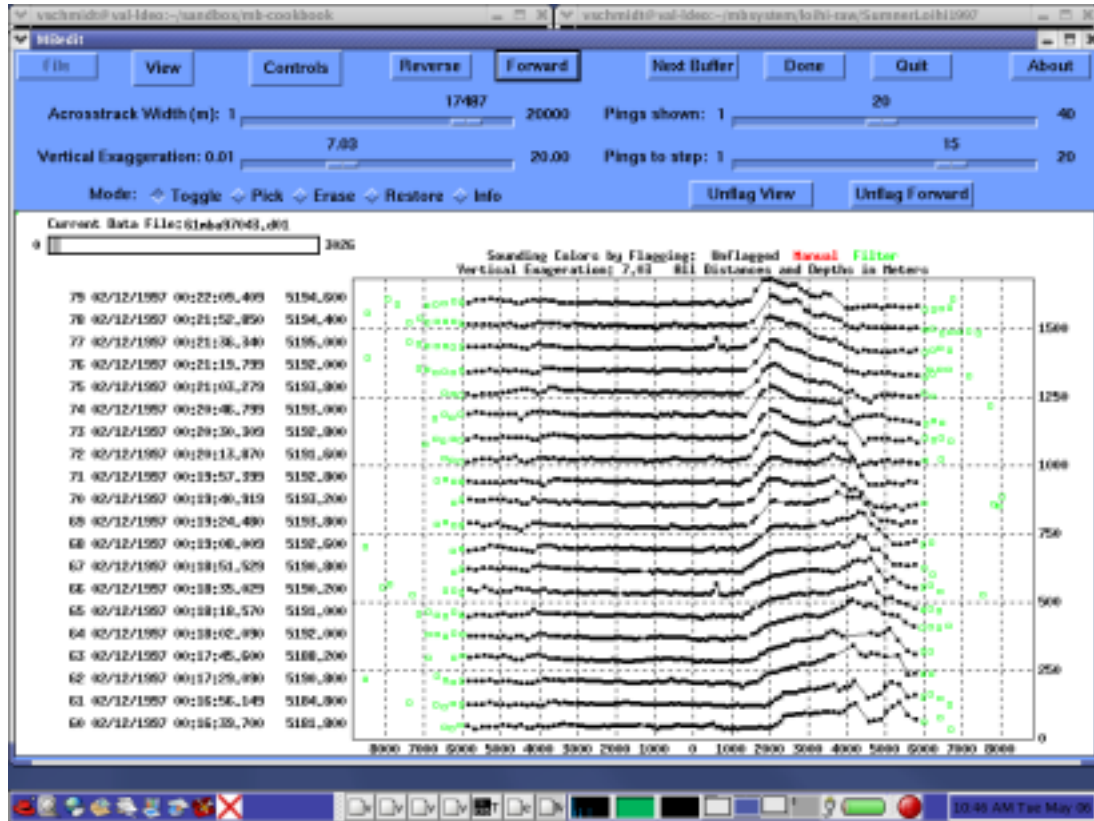 vschmidt@val-ldeo:~/sandbox/mb-cookbook
vschmidt@val-ldeo:~/mbsystem/loihi-raw/SumnerLoihi1997
MBedit
File View Controls Reverse Forward Next Buffer Done Quit About
17487 20
Acrosstrack Width (m): 1 20000 Pings shown: 1 40
7.03 15
Vertical Exaggeration: 0.01 20.00 Pings to step: 1 20
Mode: Toggle Pick Erase Restore Info Unflag View Unflag Forward
Current Data File:
0 3026
Sounding Colors by Flagging: Unflagged Manual Filter
Vertical Exageration: 7.03 All Distances and Depths in Meters
79 02/12/1997 00:22:09.409 5194.600
78 02/12/1997 00:21:52.850 5194.400
77 02/12/1997 00:21:36.340 5195.000
76 02/12/1997 00:21:19.799 5192.000
75 02/12/1997 00:21:03.279 5193.800
74 02/12/1997 00:20:46.799 5193.000
73 02/12/1997 00:20:30.309 5192.800
72 02/12/1997 00:20:13.870 5191.600
71 02/12/1997 00:19:57.399 5192.800
70 02/12/1997 00:19:40.919 5193.200
69 02/12/1997 00:19:24.480 5193.800
68 02/12/1997 00:19:08.009 5192.600
67 02/12/1997 00:18:51.529 5190.800
66 02/12/1997 00:18:35.029 5190.200
65 02/12/1997 00:18:18.570 5191.000
64 02/12/1997 00:18:02.090 5192.000
63 02/12/1997 00:17:45.600 5188.200
62 02/12/1997 00:17:29.090 5190.800
61 02/12/1997 00:16:56.149 5184.800
60 02/12/1997 00:16:39.700 5181.800
1500
1250
1000
750
500
250
0
8000 7000 6000 5000 4000 3000 2000 1000 0 1000 2000 3000 4000 5000 6000 7000 8000
10:46 AM Tue May 06